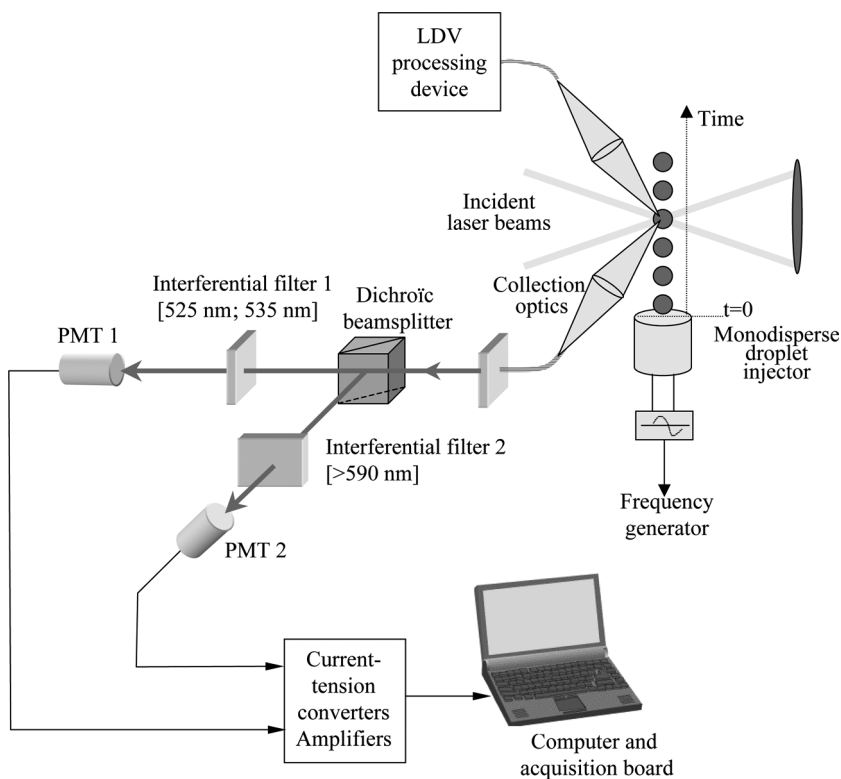 LDV
processing
device
Time
Incident
laser beams
Collection
optics
t=0
Monodisperse
droplet
injector
Interferential filter 1
[525 nm; 535 nm]
Dichroïc
beamsplitter
PMT 1
Interferential filter 2
[>590 nm]
PMT 2
Frequency
generator
Current-
tension
converters
Amplifiers
Computer and
acquisition board